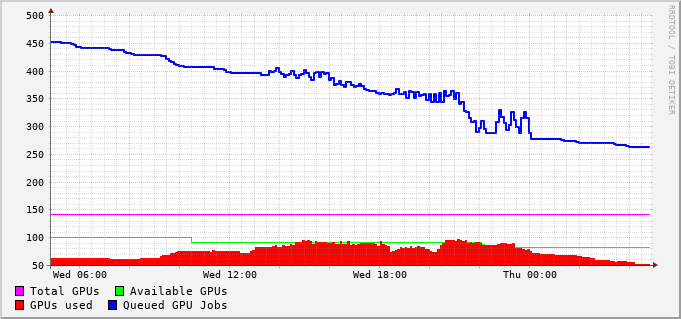 500
450
400
350
300
250
200
150
100
50
Wed 06:00 Wed 12:00 Wed 18:00 Thu 00:00
Total GPUs Available GPUs
GPUs used Queued GPU Jobs
RRDTOOL / TOBI OETIKER